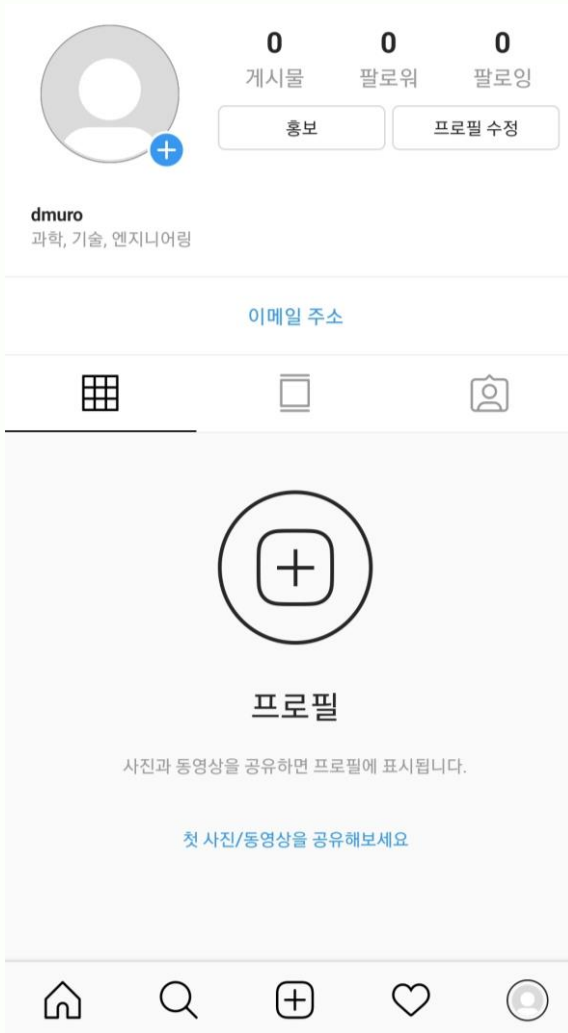 0 0 0
게시물 팔로워 팔로잉
홍보 프로필 수정
dmuro
과학, 기술, 엔지니어링
이메일 주소
프로필
사진과 동영상을 공유하면 프로필에 표시됩니다.
첫 사진/동영상을 공유해보세요